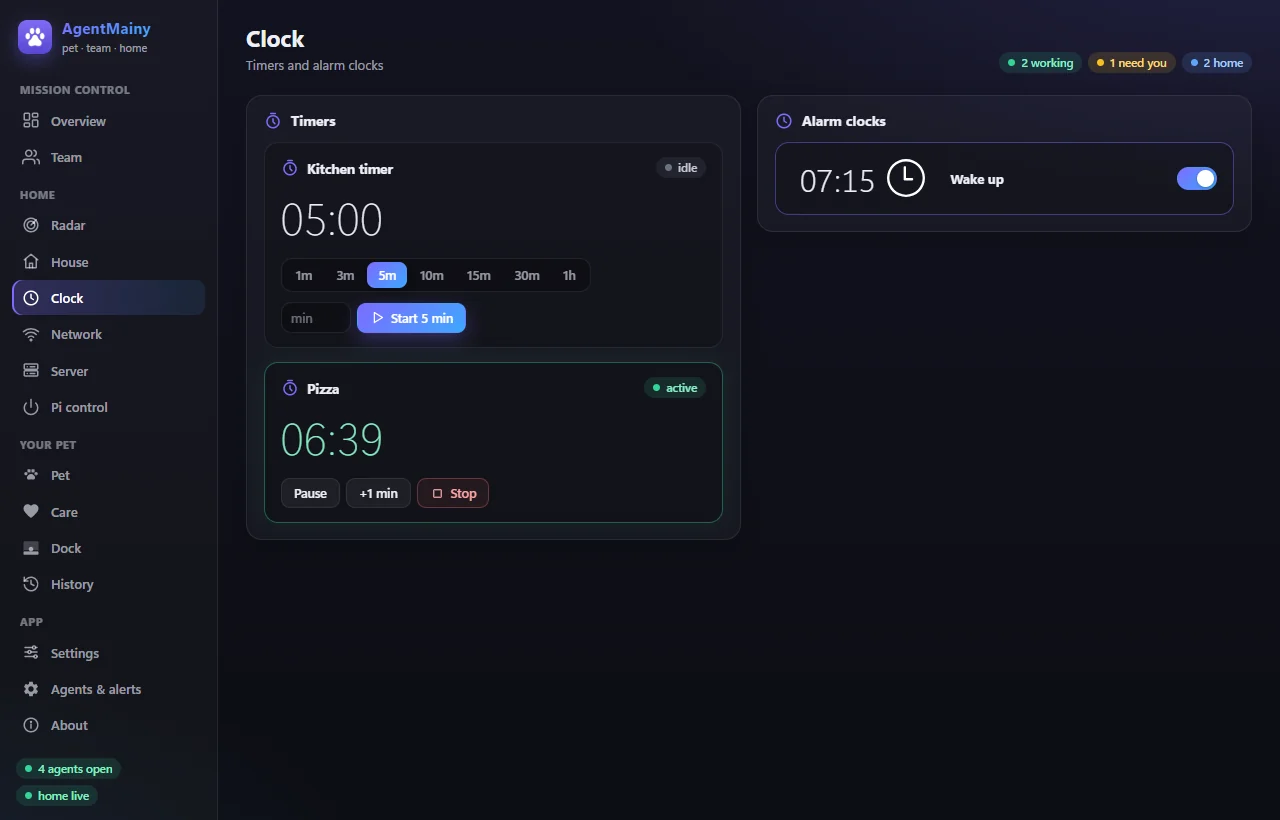 AgentMainy
pet · team · home
MISSION CONTROL
Overview
Team
HOME
Radar
House
Clock
Network
Server
Pi control
YOUR PET
Pet
Care
Dock
History
APP
Settings
Agents & alerts
About
4 agents open
home live
Clock
Timers and alarm clocks
2 working
1 need you
2 home
Timers
Kitchen timer
idle
05:00
1m 3m 5m 10m 15m 30m 1h
min
Start 5 min
Pizza
active
06:39
Pause
+1 min
Stop
Alarm clocks
07:15
Wake up